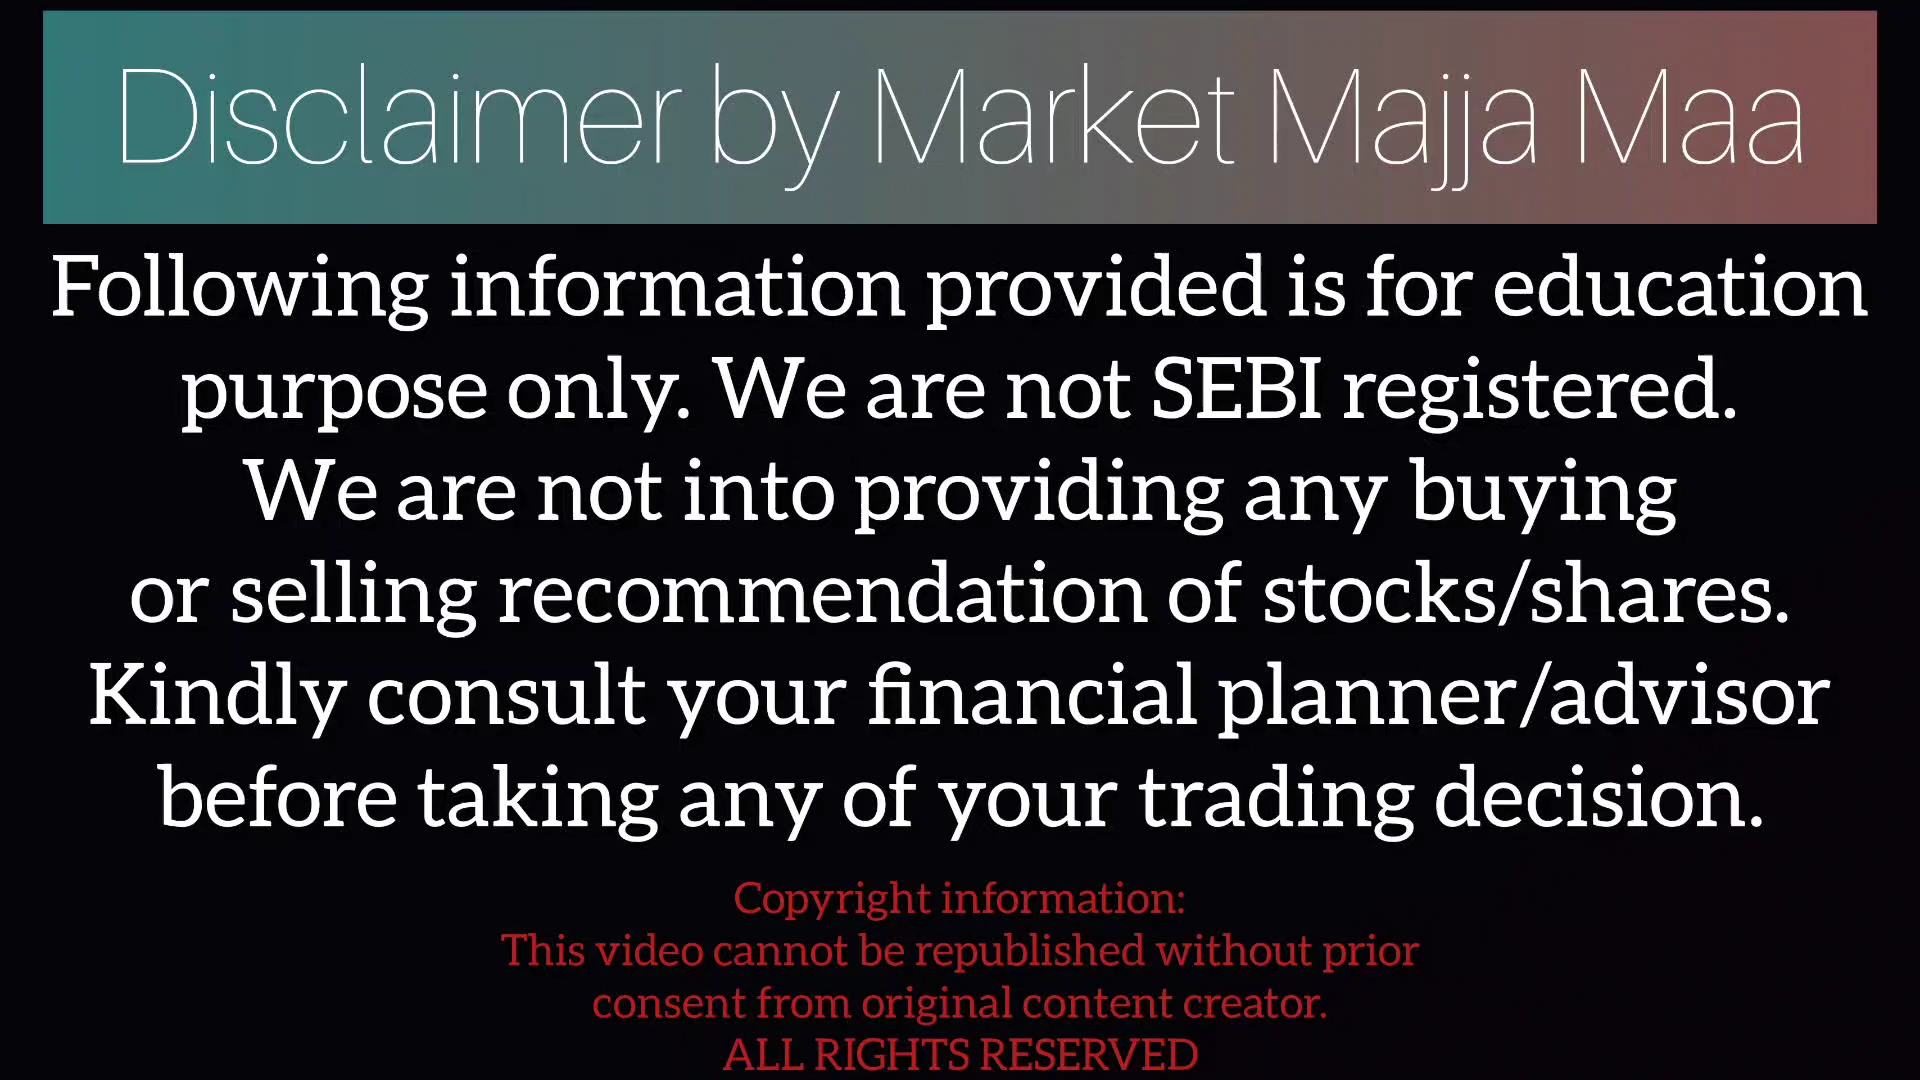 Disclaimer by Market Majja Maa
Following information provided is for education
purpose only. We are not SEBI registered.
We are not into providing any buying
or selling recommendation of stocks/shares.
Kindly consult your financial planner/advisor
before taking any of your trading decision.
Copyright information:
This video cannot be republished without prior
consent from original content creator.
ALL RIGHTS RESERVED